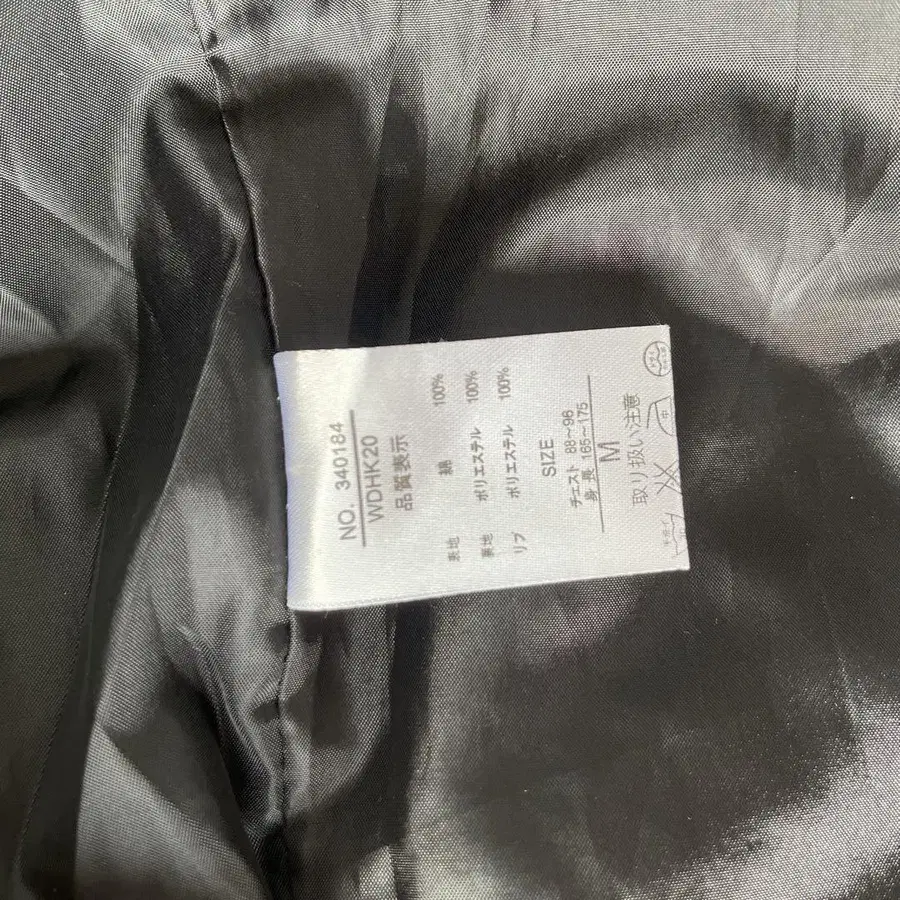 NO. 340184
WDHK20
品質表示
表地 綿 100%
裏地 ポリエステル 100%
リブ ポリエステル 100%
SIZE
チェスト 88～96
身 長 165～175
M
取り扱い注意
中